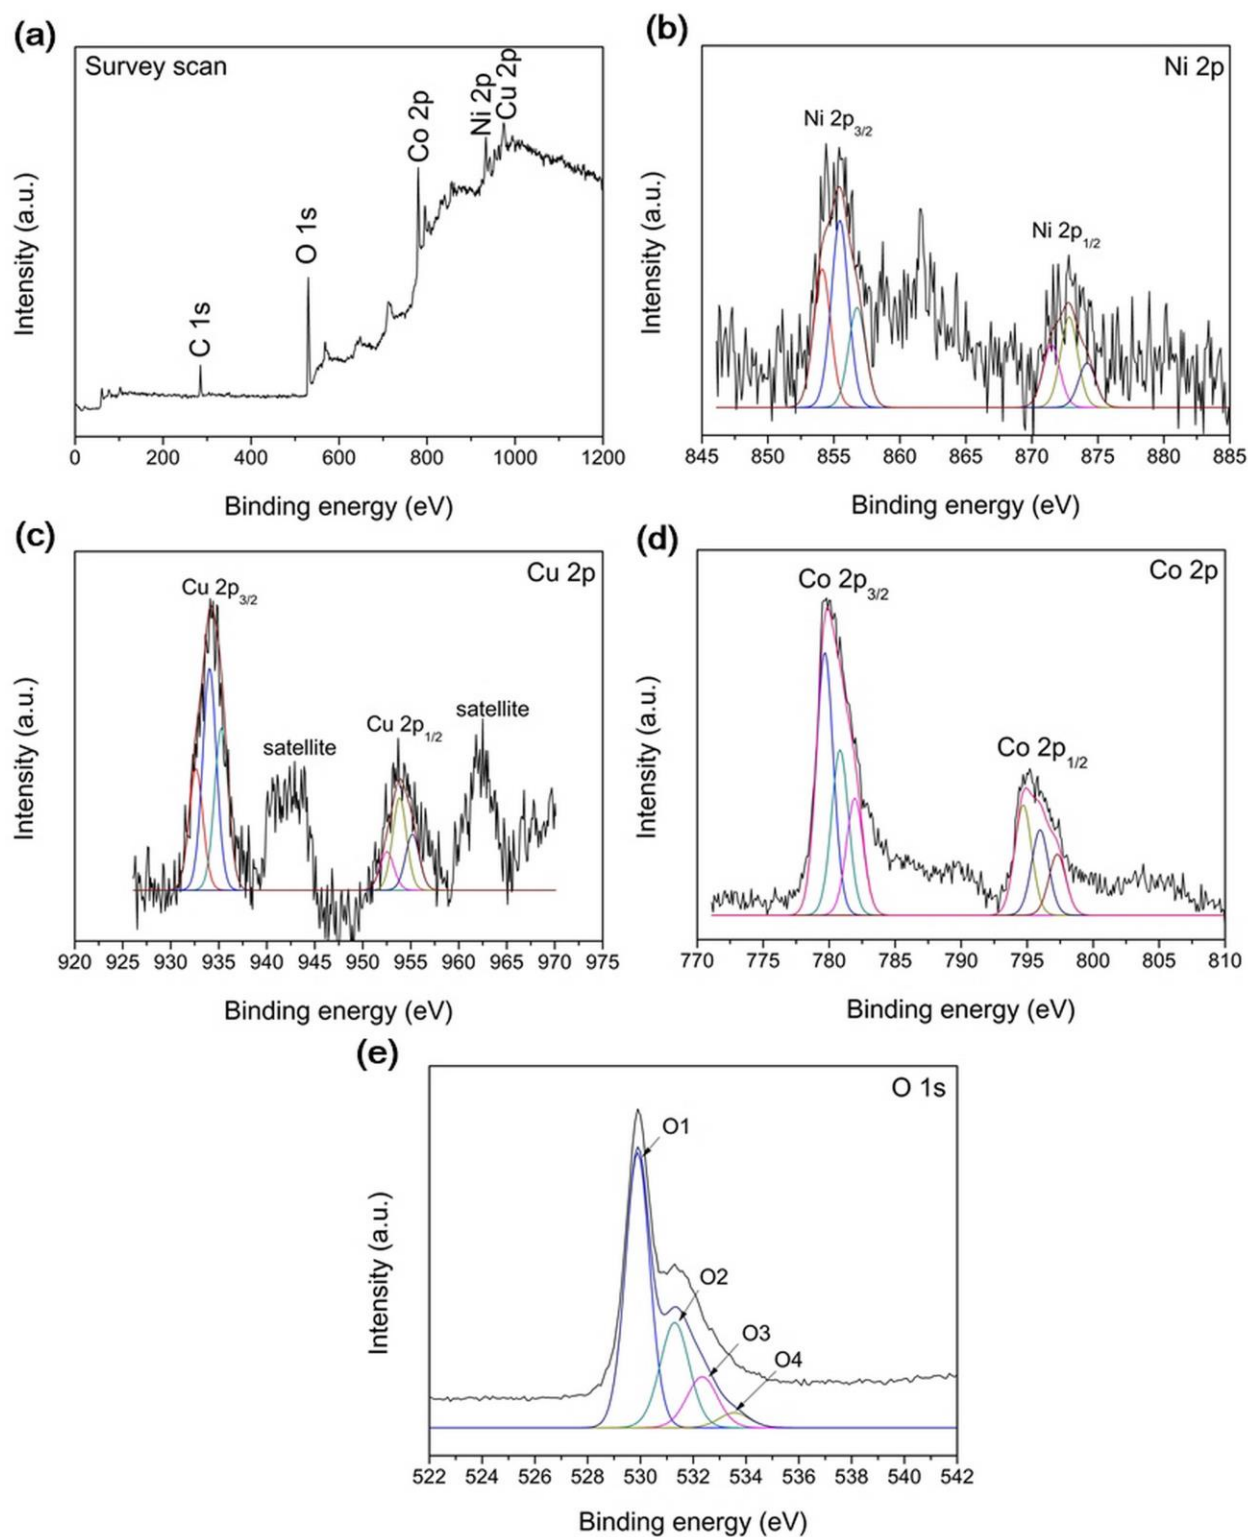 (a)
Survey scan
C 1s
O 1s
Co 2p
Ni 2p
Cu 2p
Intensity (a.u.)
0 200 400 600 800 1000 1200
Binding energy (eV)
(b)
Ni 2p
Ni 2p3/2
Ni 2p1/2
Intensity (a.u.)
845 850 855 860 865 870 875 880 885
Binding energy (eV)
(c)
Cu 2p
Cu 2p3/2
satellite
Cu 2p1/2
satellite
Intensity (a.u.)
920 925 930 935 940 945 950 955 960 965 970 975
Binding energy (eV)
(d)
Co 2p
Co 2p3/2
Co 2p1/2
Intensity (a.u.)
770 775 780 785 790 795 800 805 810
Binding energy (eV)
(e)
O 1s
O1
O2
O3
O4
Intensity (a.u.)
522 524 526 528 530 532 534 536 538 540 542
Binding energy (eV)